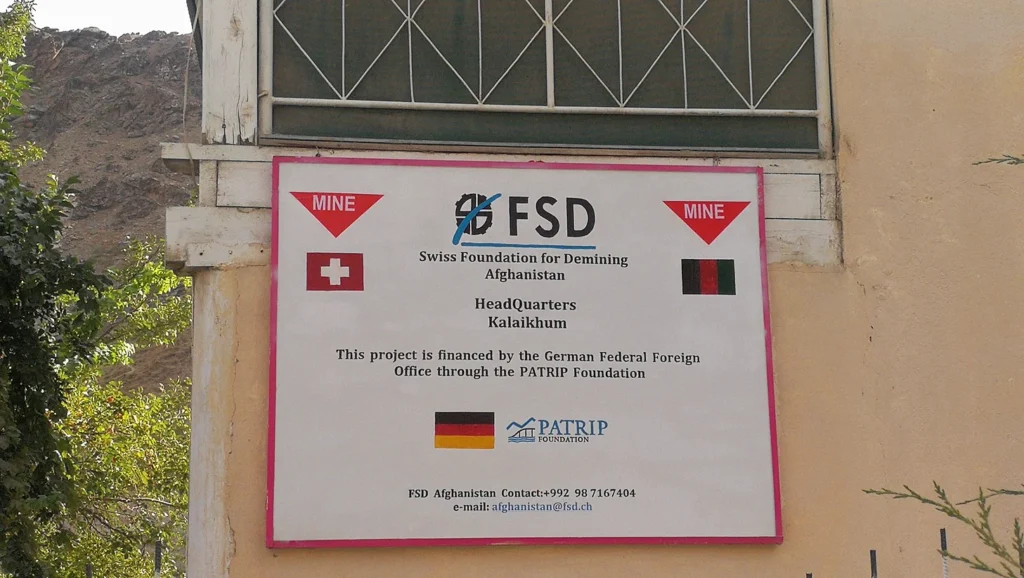 MINE
FSD
MINE
Swiss Foundation for Demining
Afghanistan
HeadQuarters
Kalaikhum
This project is financed by the German Federal Foreign
Office through the PATRIP Foundation
PATRIP
FOUNDATION
FSD Afghanistan Contact:+992 98 7167404
e-mail: afghanistan@fsd.ch